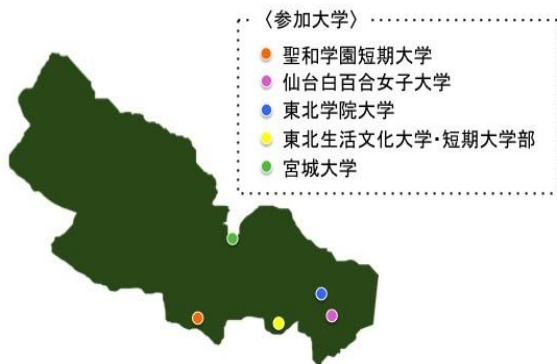 〈参加大学〉
聖和学園短期大学
仙台白百合女子大学
東北学院大学
東北生活文化大学・短期大学部
宮城大学